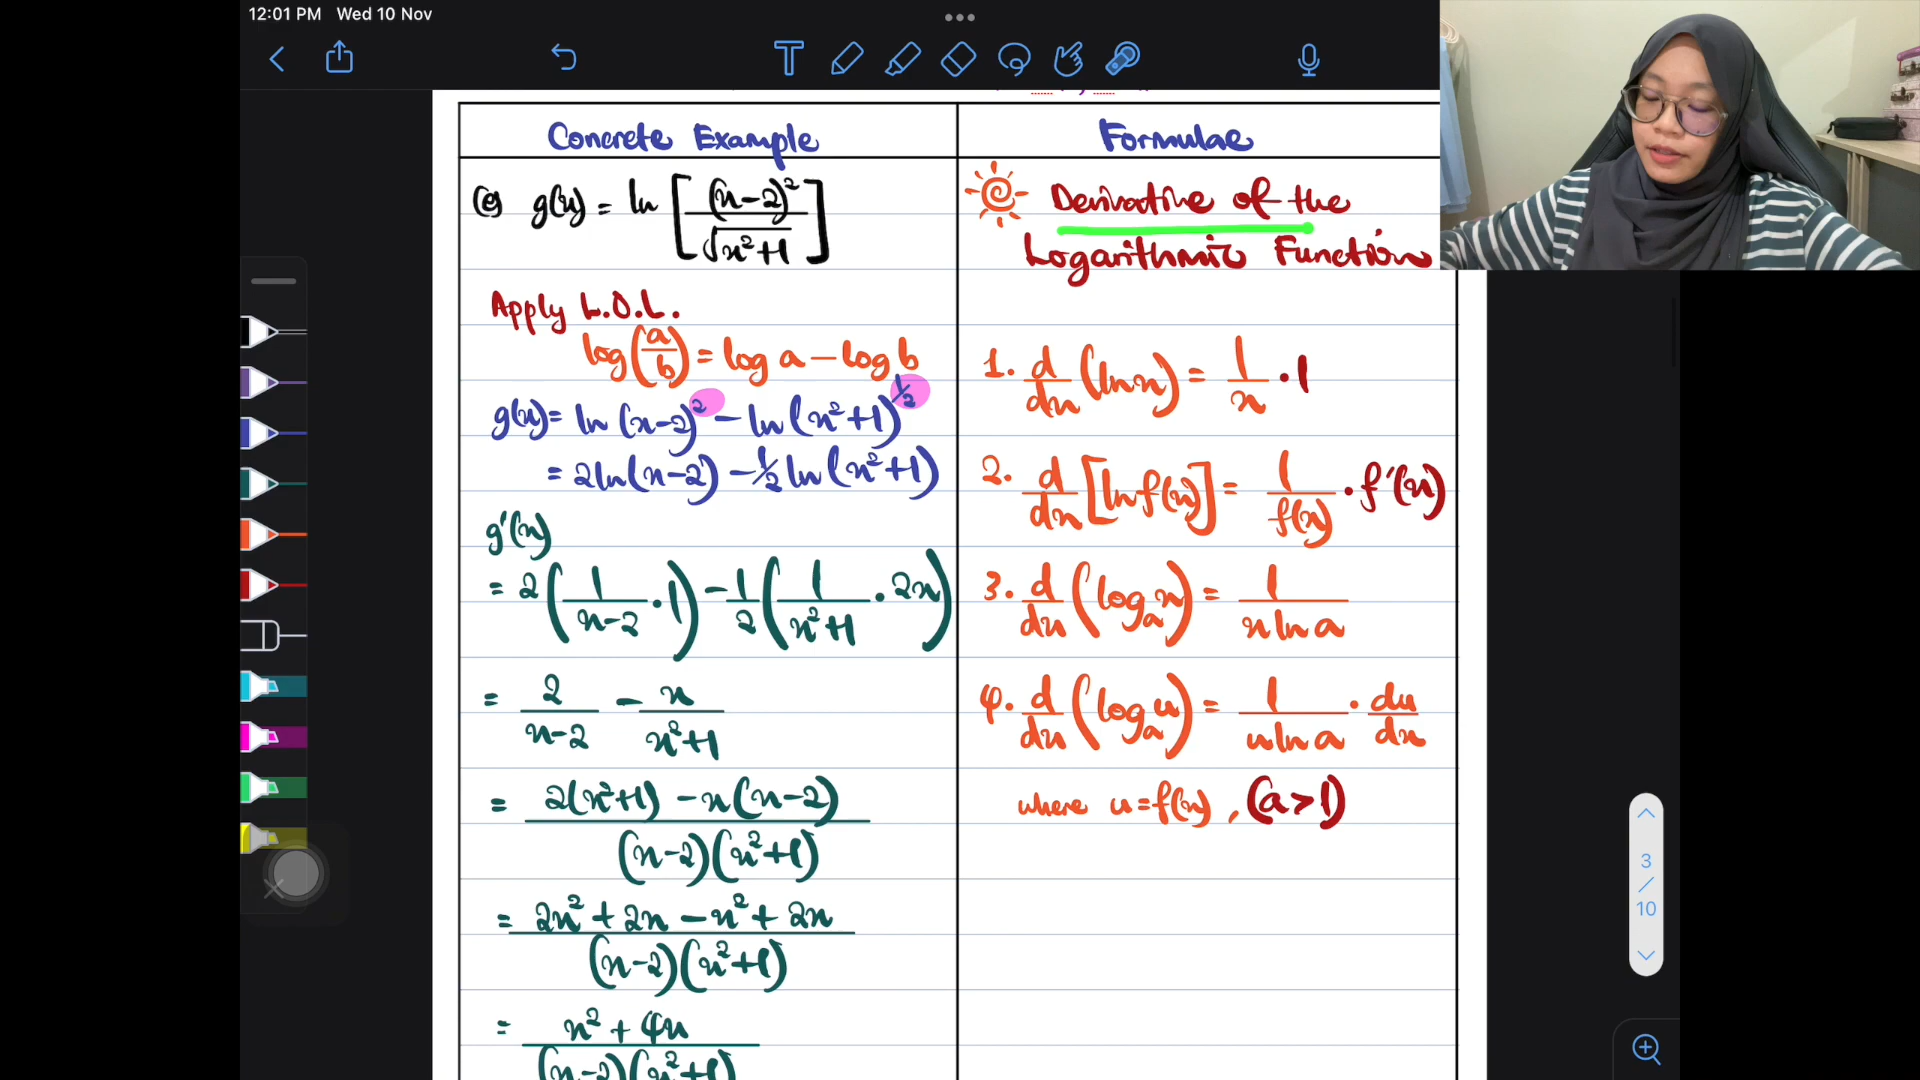 12:01 PM Wed 10 Nov
Concrete Example
(e) g(x) = ln [(x-2)² / √x²+1]
Apply L.O.L.
log(a/b) = log a - log b
g(x) = ln (x-2)² - ln (x²+1)^½
= 2ln(x-2) - ½ ln (x²+1)
g'(x)
= 2 (1/(x-2) · 1) - 1/2 (1/(x²+1) · 2x)
= 2/(x-2) - x/(x²+1)
= 2(x²+1) - x(x-2) / (x-2)(x²+1)
= 2x² + 2x - x² + 2x / (x-2)(x²+1)
= x² + 4x / (x-2)(x²+1)
Formulae
Derivative of the
Logarithmic Function
1. d/dx (ln x) = 1/x · 1
2. d/dx [ln f(x)] = 1/f(x) · f'(x)
3. d/dx (logₐ x) = 1/(x ln a)
4. d/dx (logₐ u) = 1/(u ln a) · du/dx
where u = f(x), (a > 1)
3
/
10